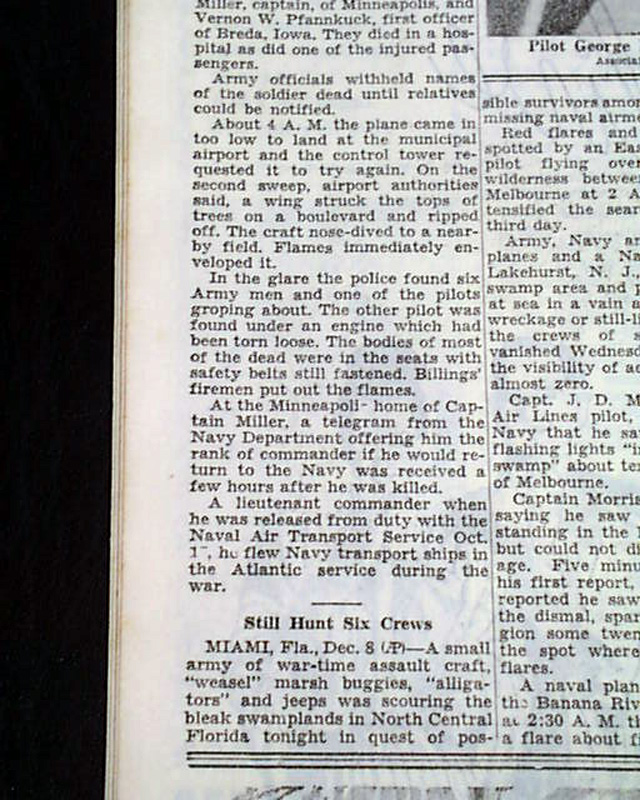 Miller, captain, of Minneapolis, and
Vernon W. Pfannkuck, first officer
of Breda, Iowa. They died in a hos-
pital as did one of the injured pas-
sengers.
Army officials withheld names
of the soldier dead until relatives
could be notified.
About 4 A. M. the plane came in
too low to land at the municipal
airport and the control tower re-
quested it to try again. On the
second sweep, airport authorities
said, a wing struck the tops of
trees on a boulevard and ripped
off. The craft nose-dived to a near-
by field. Flames immediately en-
veloped it.
In the glare the police found six
Army men and one of the pilots
groping about. The other pilot was
found under an engine which had
been torn loose. The bodies of most
of the dead were in the seats with
safety belts still fastened. Billings'
firemen put out the flames.
At the Minneapoli- home of Cap-
tain Miller, a telegram from the
Navy Department offering him the
rank of commander if he would re-
turn to the Navy was received a
few hours after he was killed.
A lieutenant commander when
he was released from duty with the
Naval Air Transport Service Oct.
he flew Navy transport ships in
the Atlantic service during the
war.
Still Hunt Six Crews
MIAMI, Fla., Dec. 8 (AP)—A small
army of war-time assault craft,
"weasel" marsh buggies, "alliga-
tors" and jeeps was scouring the
bleak swamplands in North Central
Florida tonight in quest of pos-
Pilot George
Associa
sible survivors amo
missing naval airme
Red flares and
spotted by an Eas
pilot flying over
wilderness betwee
Melbourne at 2 A
tensified the sear
third day.
Army, Navy an
planes and a Na
Lakehurst, N. J.
swamp area and p
at sea in a vain a
wreckage or still-li
the crews of s
vanished Wednesd
the visibility of ac
almost zero.
Capt. J. D. M
Air Lines pilot,
Navy that he sa
flashing lights "in
swamp" about te
of Melbourne.
Captain Morris
saying he saw
standing in the
but could not di
age. Five minu
his first report,
reported he saw
the dismal, spar
gion some twen
the spot where
flares.
A naval plan
the Banana Riv
at 2:30 A. M. t
a flare about fi